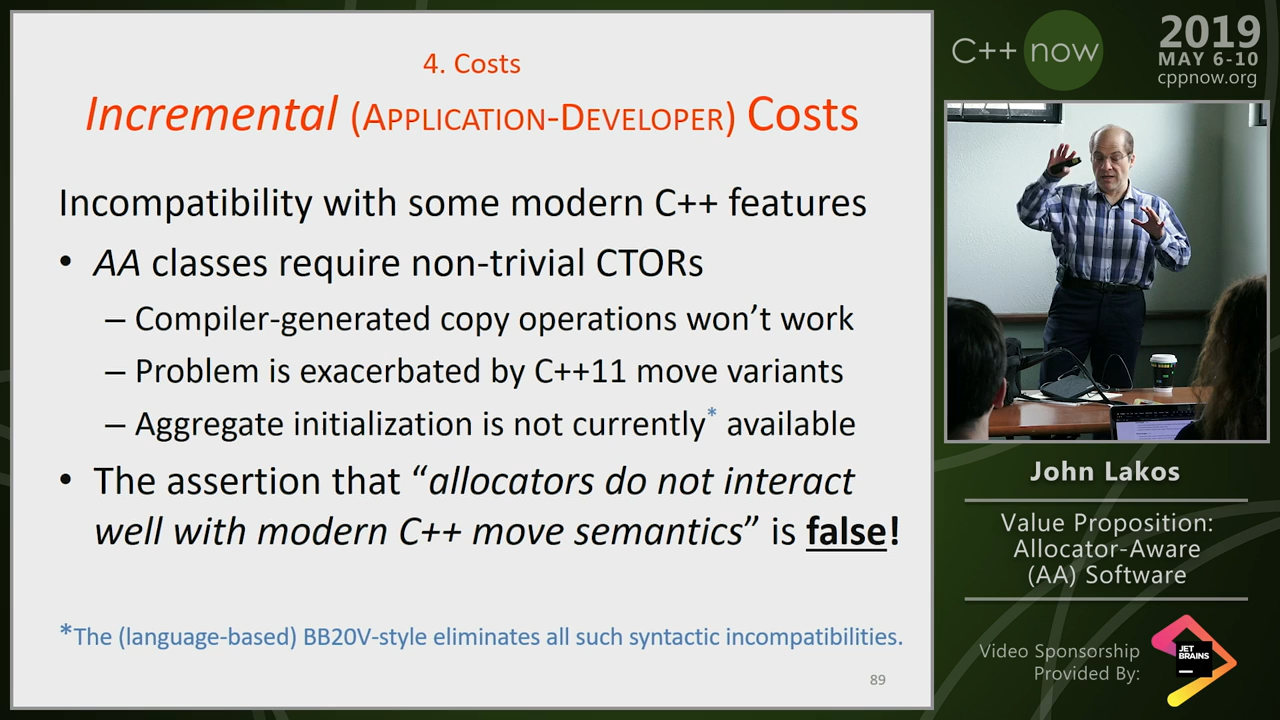 4. Costs
Incremental (APPLICATION-DEVELOPER) Costs
Incompatibility with some modern C++ features
• AA classes require non-trivial CTORs
– Compiler-generated copy operations won’t work
– Problem is exacerbated by C++11 move variants
– Aggregate initialization is not currently* available
• The assertion that “allocators do not interact
well with modern C++ move semantics” is false!
*The (language-based) BB20V-style eliminates all such syntactic incompatibilities.
89
C++ now
2019
MAY 6-10
cppnow.org
John Lakos
Value Proposition:
Allocator-Aware
(AA) Software
Video Sponsorship
Provided By:
JET
BRAINS